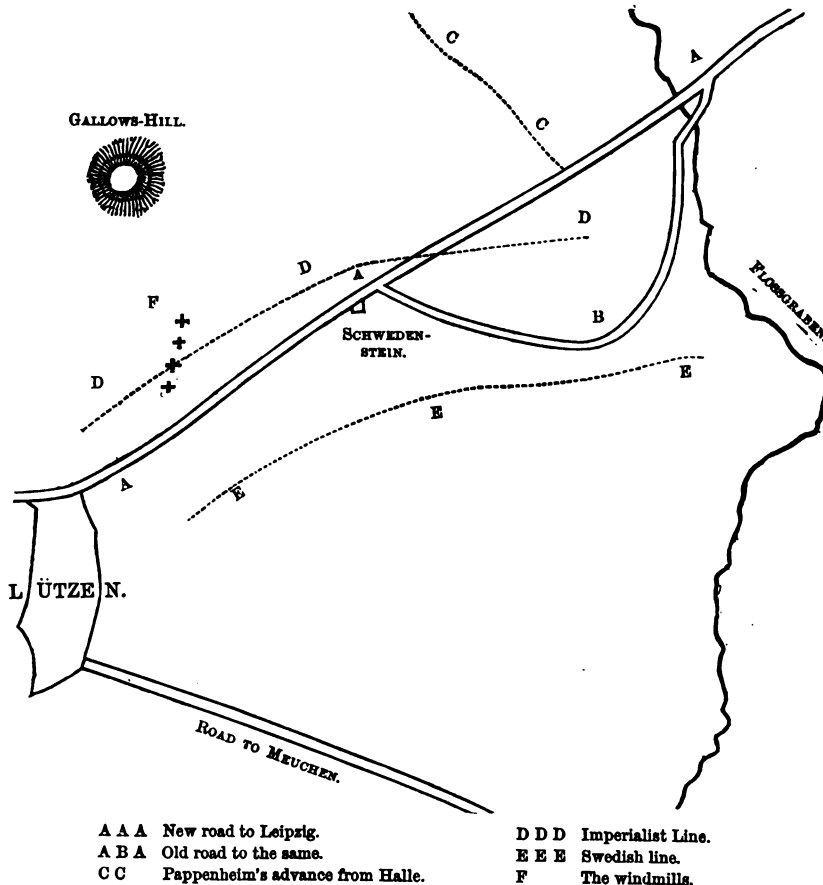 C
A
GALLOWS-HILL.
C
D
D
A
F
FLOSSGRABEN.
B
SCHWEDEN-
STEIN.
D
E
E
A
E
LÜTZEN.
ROAD TO MEUCHEN.
A A A New road to Leipzig.
A B A Old road to the same.
C C Pappenheim's advance from Halle.
D D D Imperialist Line.
E E E Swedish line.
F The windmills.